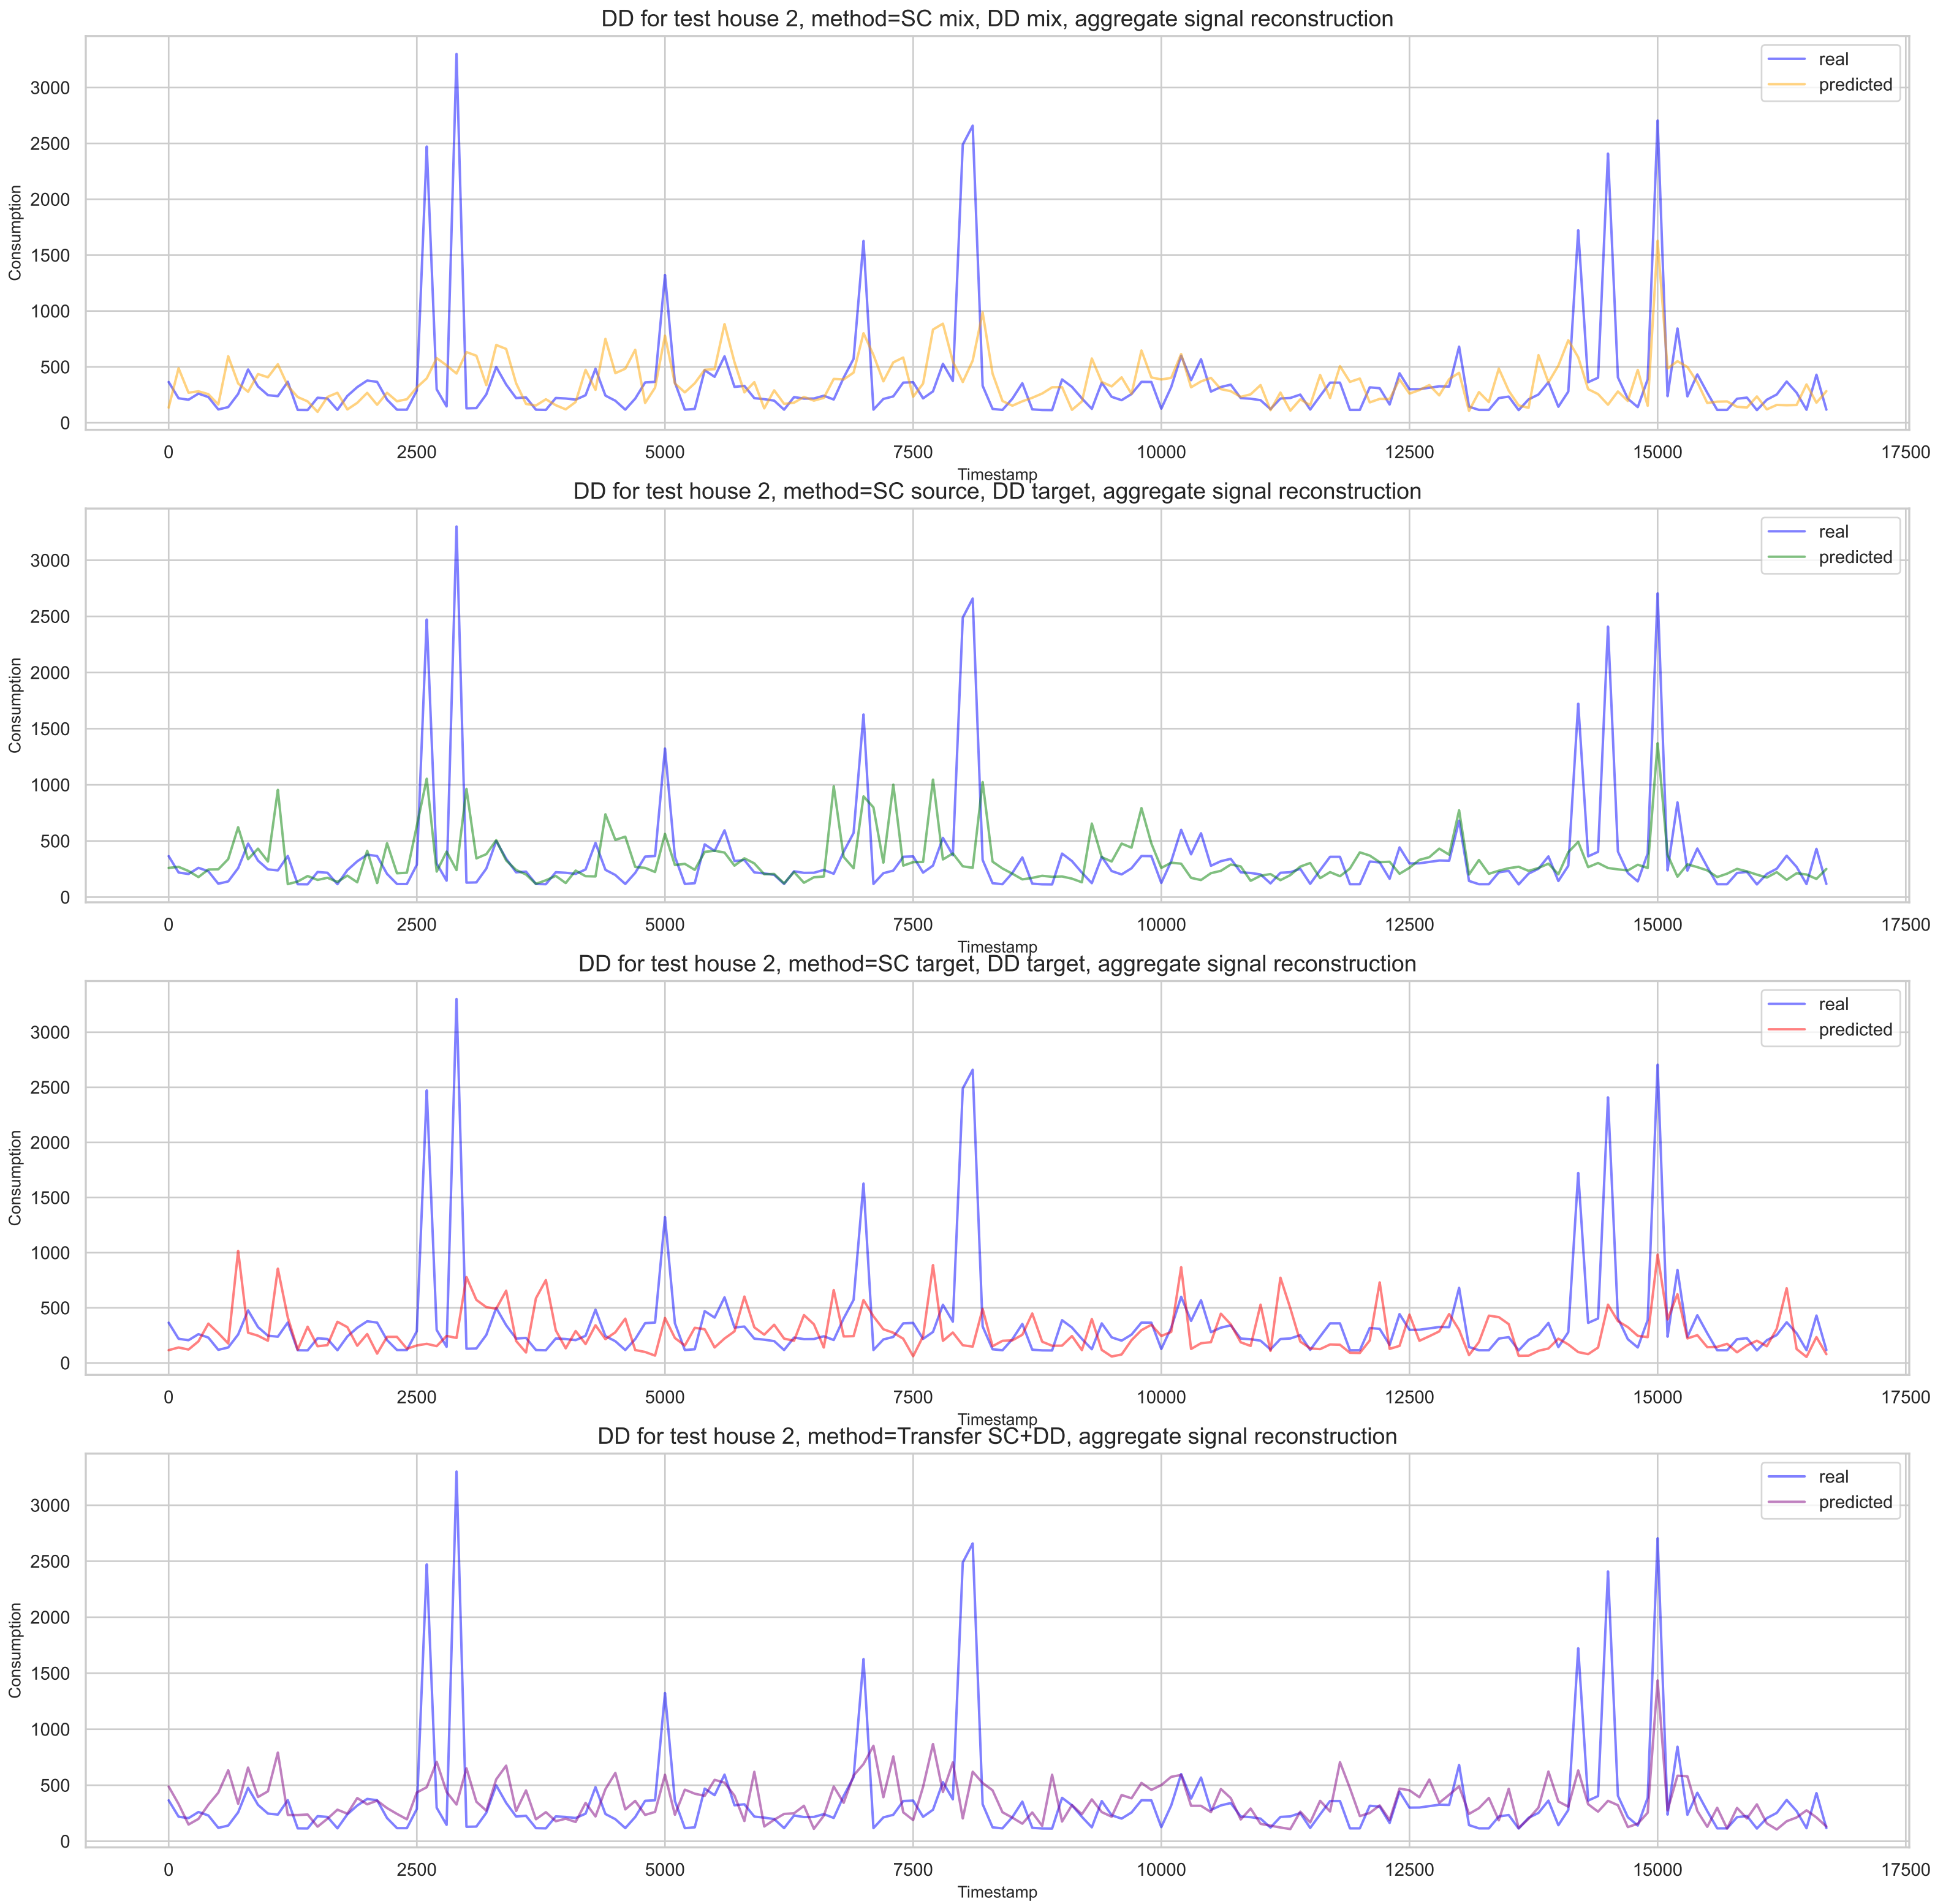 DD for test house 2, method=SC mix, DD mix, aggregate signal reconstruction
real
predicted
3000
2500
2000
1500
1000
500
0
Consumption
0 2500 5000 7500 10000 12500 15000 17500
Timestamp
DD for test house 2, method=SC source, DD target, aggregate signal reconstruction
real
predicted
3000
2500
2000
1500
1000
500
0
Consumption
0 2500 5000 7500 10000 12500 15000 17500
Timestamp
DD for test house 2, method=SC target, DD target, aggregate signal reconstruction
real
predicted
3000
2500
2000
1500
1000
500
0
Consumption
0 2500 5000 7500 10000 12500 15000 17500
Timestamp
DD for test house 2, method=Transfer SC+DD, aggregate signal reconstruction
real
predicted
3000
2500
2000
1500
1000
500
0
Consumption
0 2500 5000 7500 10000 12500 15000 17500
Timestamp